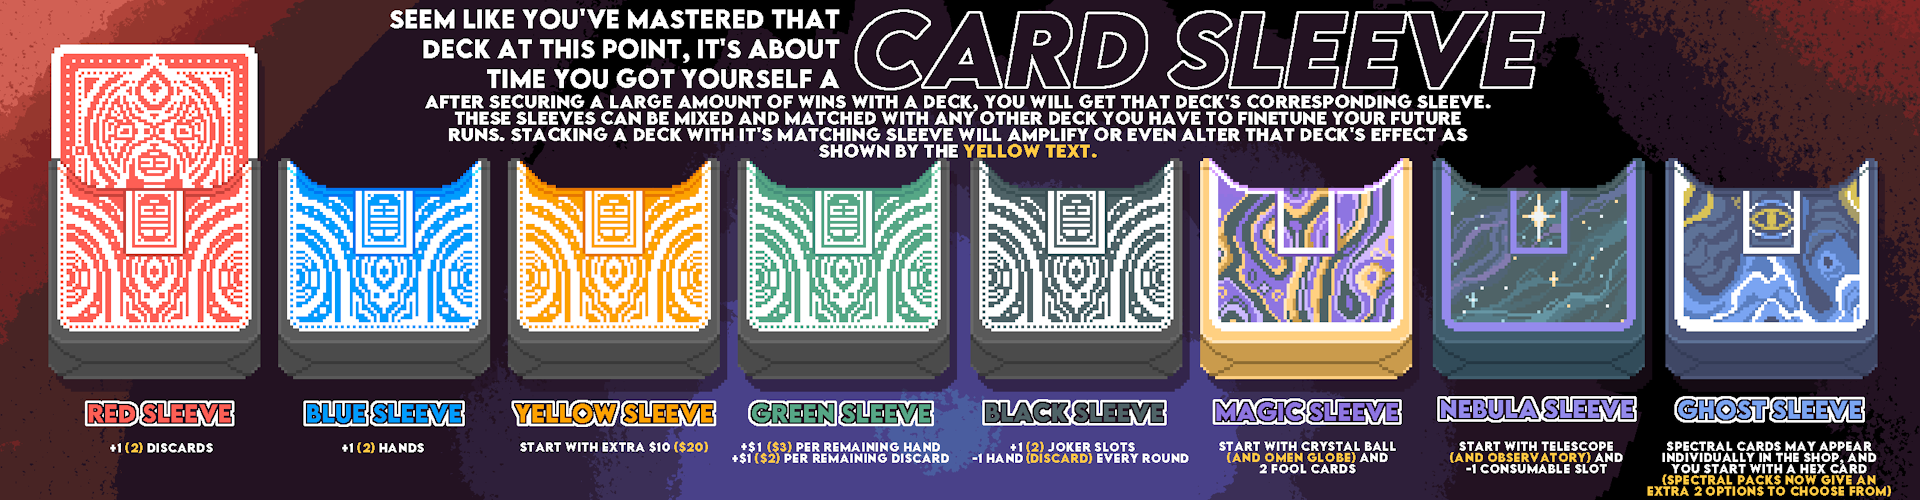 SEEM LIKE YOU'VE MASTERED THAT
DECK AT THIS POINT, IT'S ABOUT
TIME YOU GOT YOURSELF A
CARD SLEEVE
AFTER SECURING A LARGE AMOUNT OF WINS WITH A DECK, YOU WILL GET THAT DECK'S CORRESPONDING SLEEVE.
THESE SLEEVES CAN BE MIXED AND MATCHED WITH ANY OTHER DECK YOU HAVE TO FINETUNE YOUR FUTURE
RUNS. STACKING A DECK WITH IT'S MATCHING SLEEVE WILL AMPLIFY OR EVEN ALTER THAT DECK'S EFFECT AS
SHOWN BY THE YELLOW TEXT.
RED SLEEVE
+1 (2) DISCARDS
BLUE SLEEVE
+1 (2) HANDS
YELLOW SLEEVE
START WITH EXTRA $10 ($20)
GREEN SLEEVE
+$1 ($3) PER REMAINING HAND
+$1 ($2) PER REMAINING DISCARD
BLACK SLEEVE
+1 (2) JOKER SLOTS
-1 HAND (DISCARD) EVERY ROUND
MAGIC SLEEVE
START WITH CRYSTAL BALL
(AND OMEN GLOBE) AND
2 FOOL CARDS
NEBULA SLEEVE
START WITH TELESCOPE
(AND OBSERVATORY) AND
-1 CONSUMABLE SLOT
GHOST SLEEVE
SPECTRAL CARDS MAY APPEAR
INDIVIDUALLY IN THE SHOP, AND
YOU START WITH A HEX CARD
(SPECTRAL PACKS NOW GIVE AN
EXTRA 2 OPTIONS TO CHOOSE FROM)